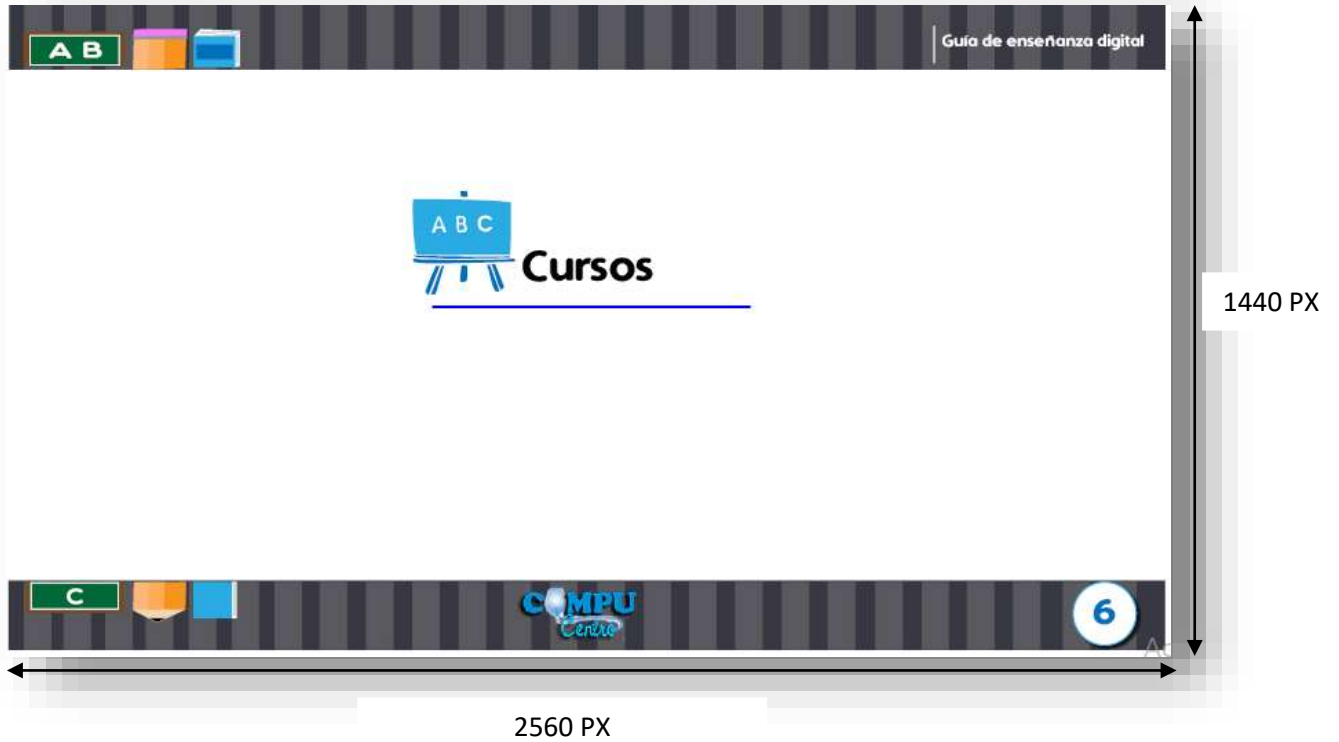 A B
Guía de enseñanza digital
A B C
Cursos
1440 PX
C
COMPU
Centro
6
2560 PX